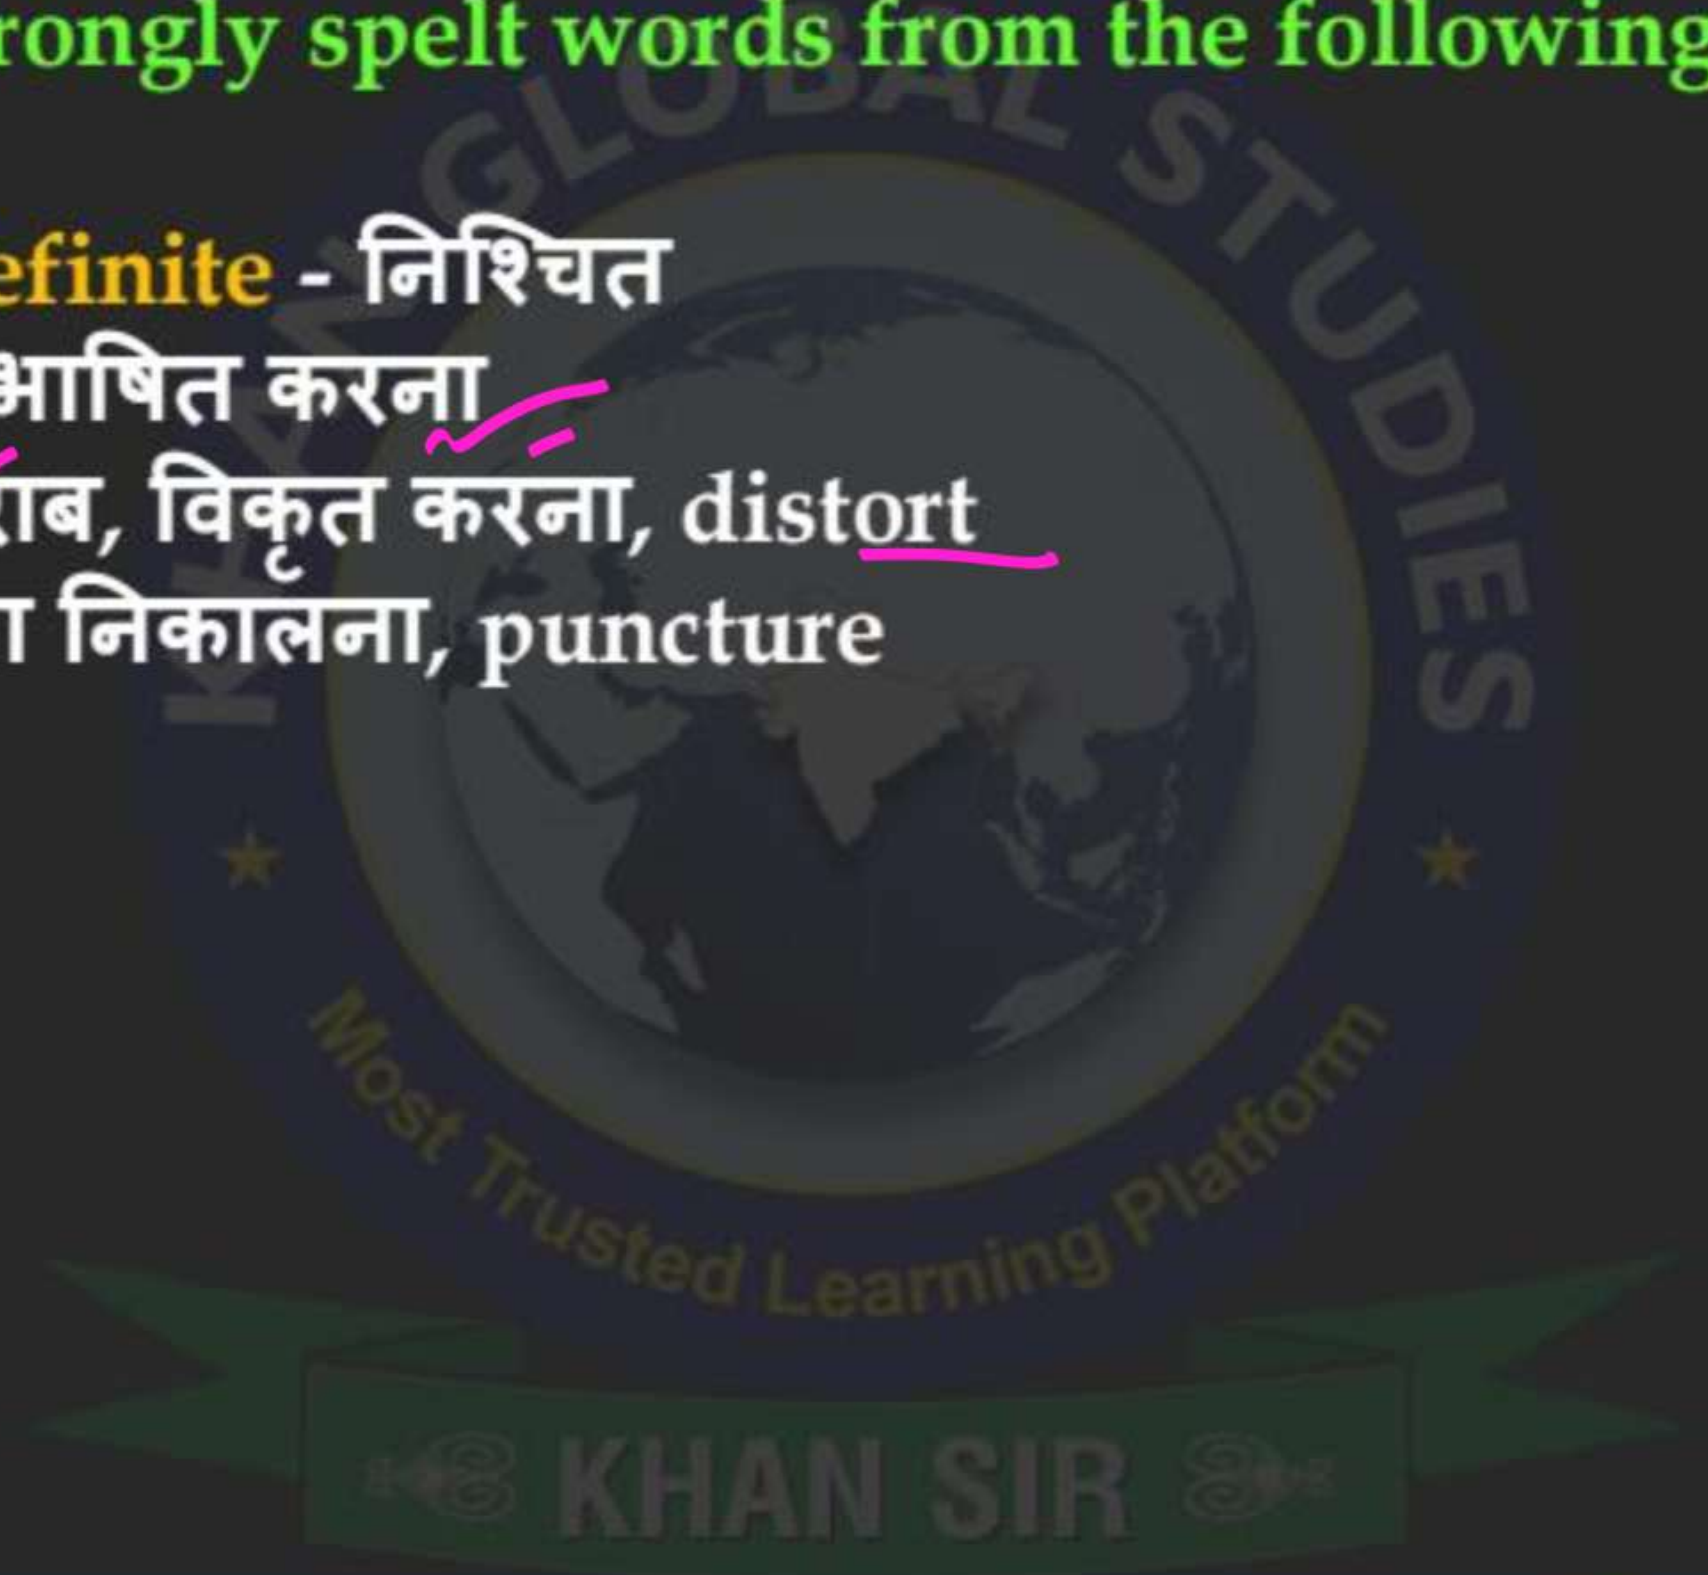 rongly spelt words from the following
efinite - निश्चित
भाषित करना
राब, विकृत करना, distort
ा निकालना, puncture
KHAN GLOBAL STUDIES
Most Trusted Learning Platform
KHAN SIR